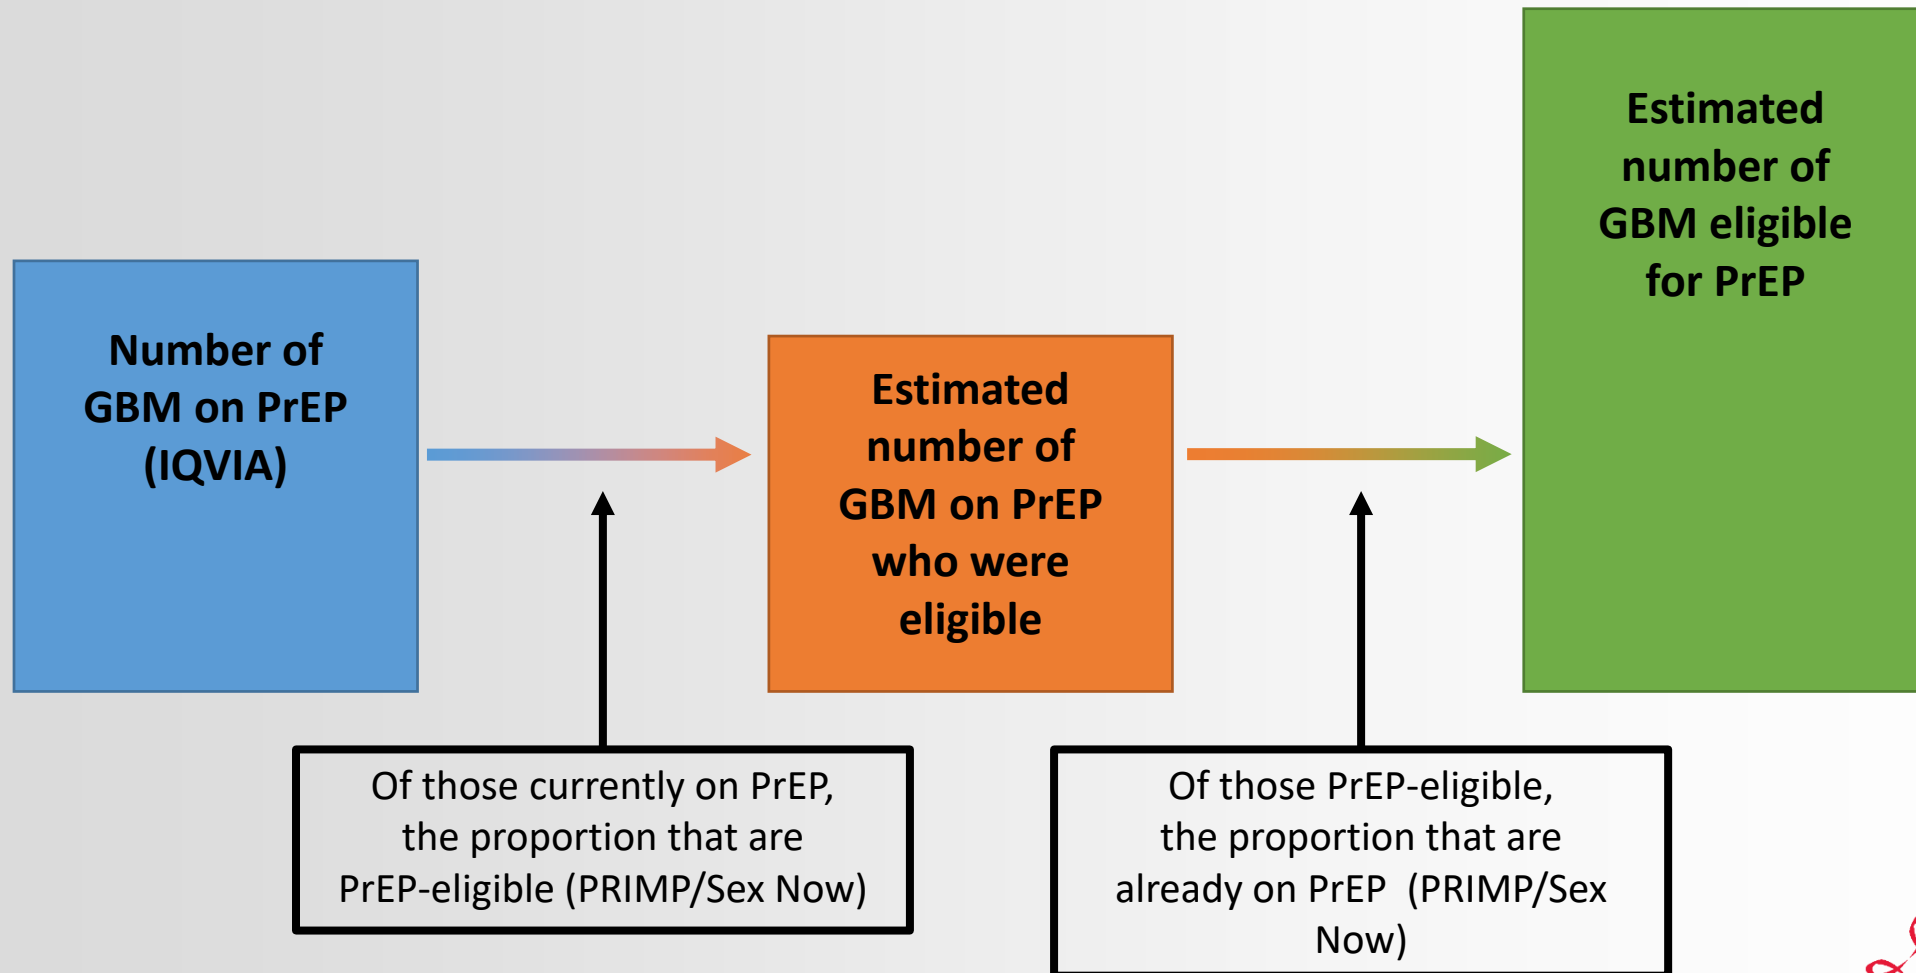 Number of
GBM on PrEP
(IQVIA)
Estimated
number of
GBM on PrEP
who were
eligible
Estimated
number of
GBM eligible
for PrEP
Of those currently on PrEP,
the proportion that are
PrEP-eligible (PRIMP/Sex Now)
Of those PrEP-eligible,
the proportion that are
already on PrEP (PRIMP/Sex
Now)